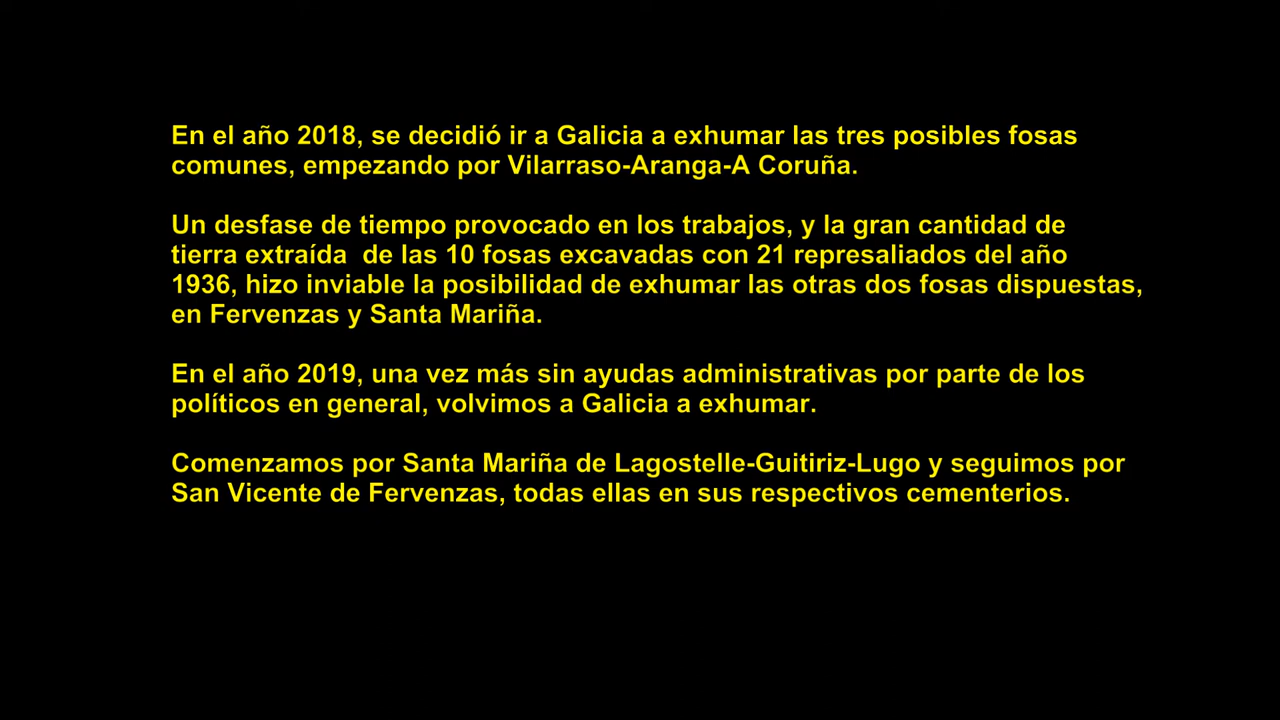 En el año 2018, se decidió ir a Galicia a exhumar las tres posibles fosas
comunes, empezando por Vilarraso-Aranga-A Coruña.
Un desfase de tiempo provocado en los trabajos, y la gran cantidad de
tierra extraída  de las 10 fosas excavadas con 21 represaliados del año
1936, hizo inviable la posibilidad de exhumar las otras dos fosas dispuestas,
en Fervenzas y Santa Mariña.
En el año 2019, una vez más sin ayudas administrativas por parte de los
políticos en general, volvimos a Galicia a exhumar.
Comenzamos por Santa Mariña de Lagostelle-Guitiriz-Lugo y seguimos por
San Vicente de Fervenzas, todas ellas en sus respectivos cementerios.